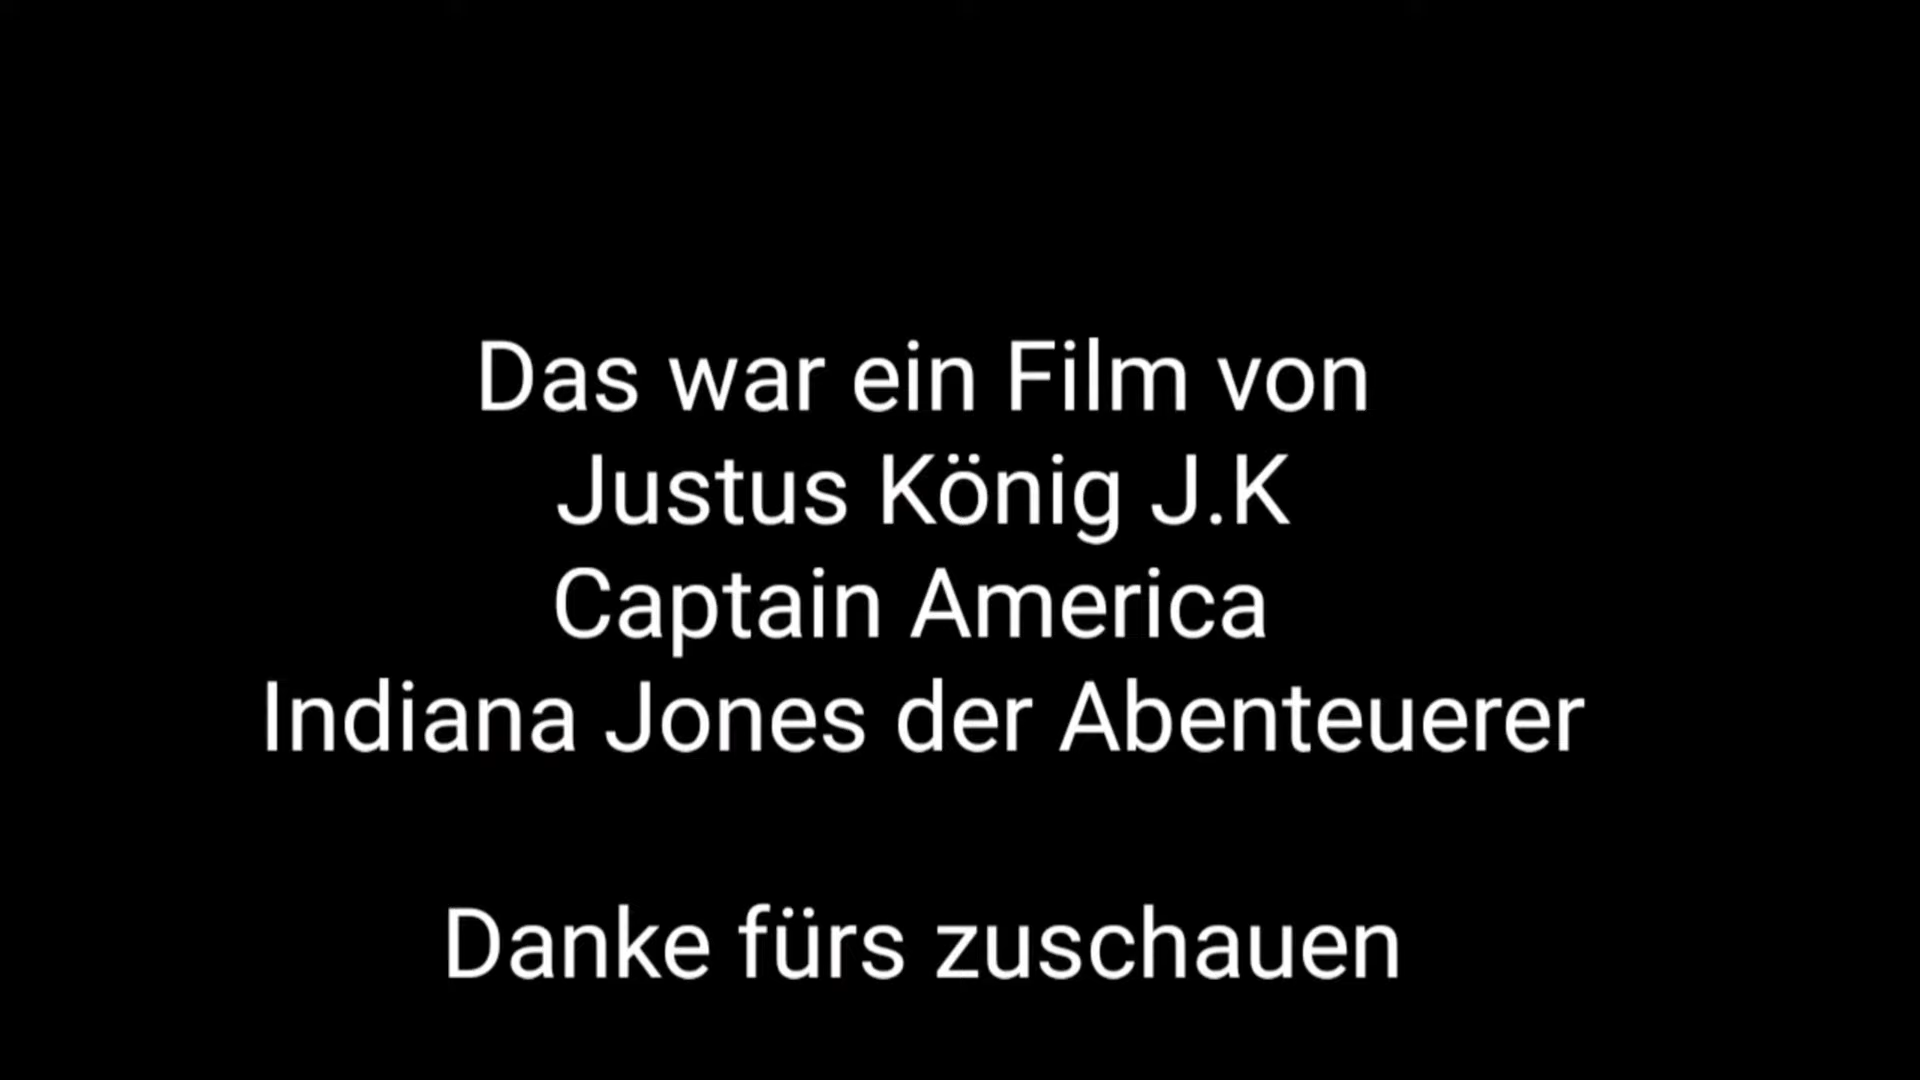 Das war ein Film von
Justus König J.K
Captain America
Indiana Jones der Abenteuerer
Danke fürs zuschauen